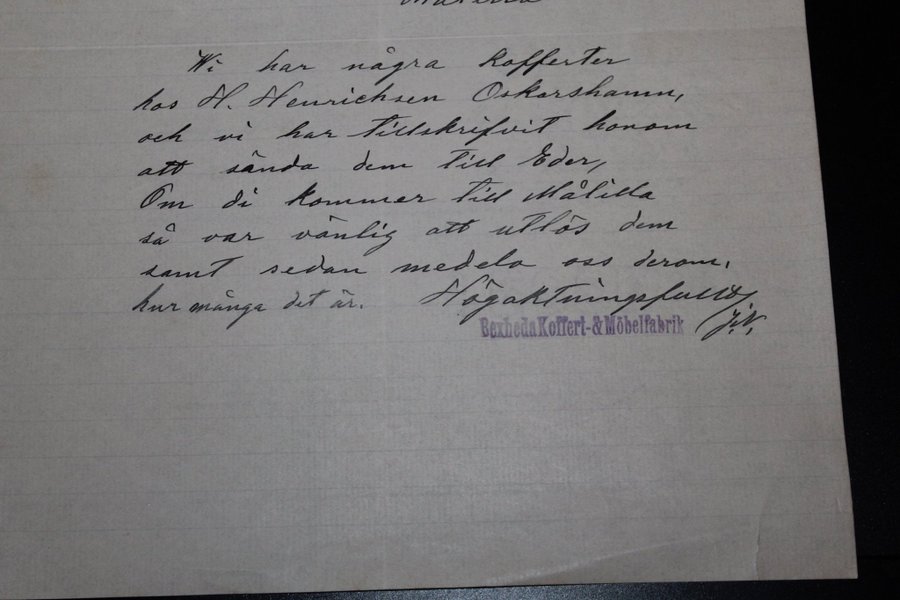 Wi har några Kofferter
hos H. Henrichsen Oskarshamn,
och vi har tillskrifvit honom
att sända dem till Eder,
Om di kommer till Målilla
så var vänlig att utlös dem
samt sedan medela oss derom,
hur många det är. Högaktningsfullt
Bexheda Koffert- & Möbelfabrik